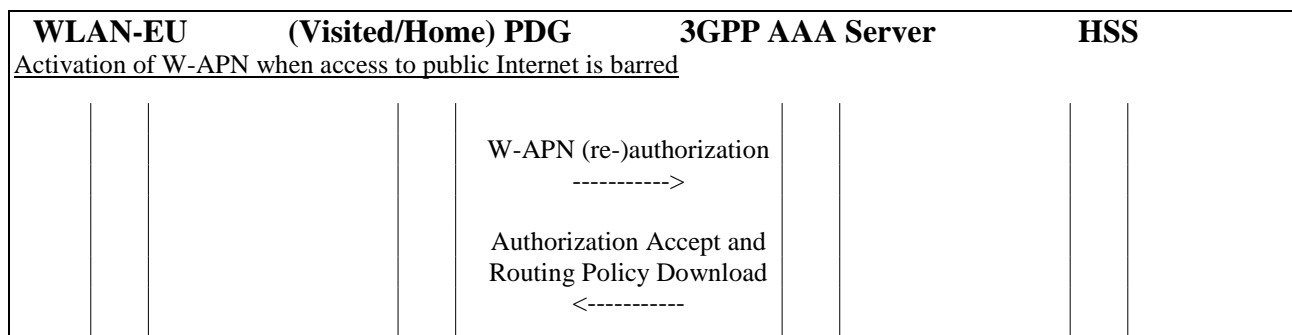 WLAN-EU (Visited/Home) PDG 3GPP AAA Server HSS
Activation of W-APN when access to public Internet is barred
W-APN (re-)authorization
----------->
Authorization Accept and
Routing Policy Download
<-----------